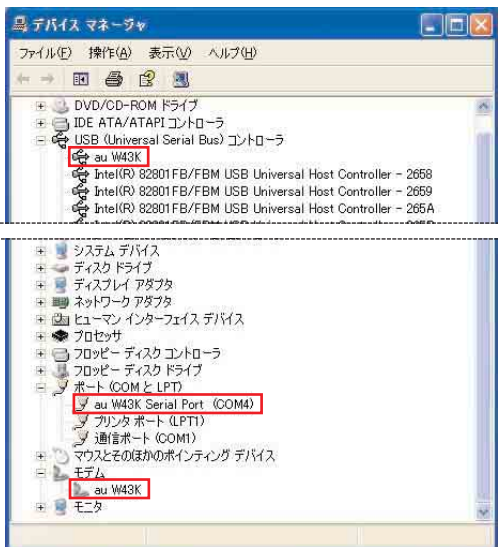 デバイス マネージャ
ファイル(F) 操作(A) 表示(V) ヘルプ(H)
DVD/CD-ROM ドライブ
IDE ATA/ATAPI コントローラ
USB (Universal Serial Bus) コントローラ
au W43K
Intel(R) 82801FB/FBM USB Universal Host Controller - 2658
Intel(R) 82801FB/FBM USB Universal Host Controller - 2659
Intel(R) 82801FB/FBM USB Universal Host Controller - 265A
システム デバイス
ディスク ドライブ
ディスプレイ アダプタ
ネットワーク アダプタ
ヒューマン インターフェイス デバイス
プロセッサ
フロッピー ディスク コントローラ
フロッピー ディスク ドライブ
ポート (COM と LPT)
au W43K Serial Port (COM4)
プリンタ ポート (LPT1)
通信ポート (COM1)
マウスとそのほかのポインティング デバイス
モデム
au W43K
モニタ